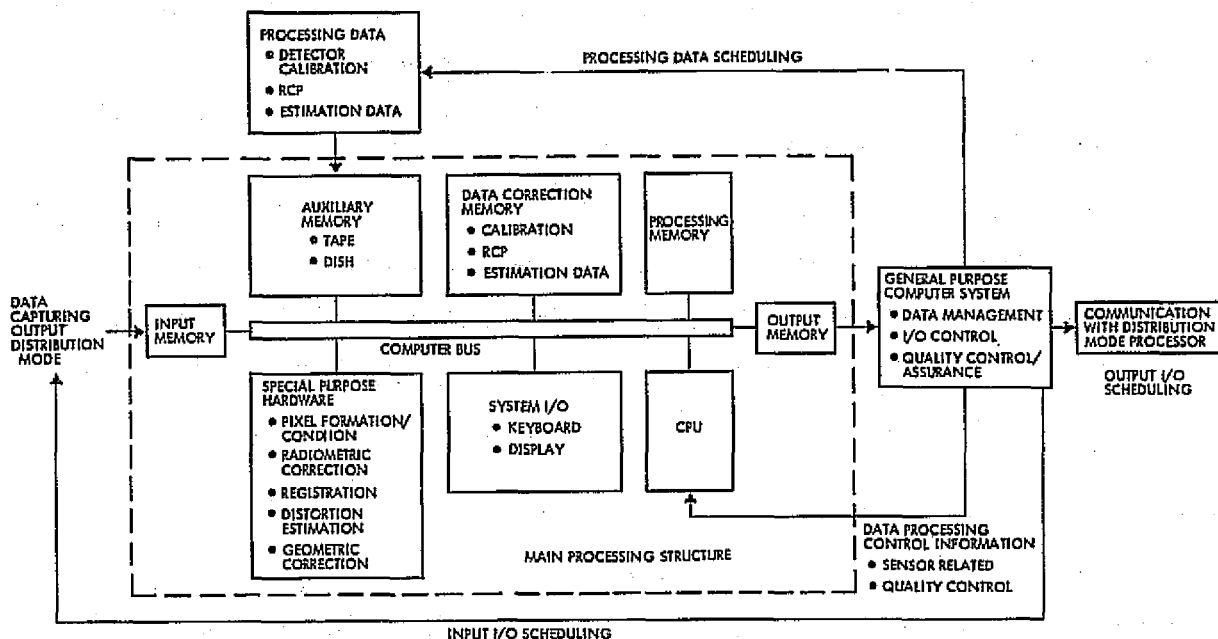 PROCESSING DATA
● DETECTOR
CALIBRATION
● RCP
● ESTIMATION DATA
PROCESSING DATA SCHEDULING
AUXILIARY
MEMORY
● TAPE
● DISH
DATA CORRECTION
MEMORY
● CALIBRATION
● RCP
● ESTIMATION DATA
PROCESSING
MEMORY
DATA
CAPTURING
OUTPUT
DISTRIBUTION
MODE
INPUT
MEMORY
COMPUTER BUS
OUTPUT
MEMORY
GENERAL PURPOSE
COMPUTER SYSTEM
● DATA MANAGEMENT
● I/O CONTROL
● QUALITY CONTROL/
ASSURANCE
COMMUNICATION
WITH DISTRIBUTION
MODE PROCESSOR
OUTPUT I/O
SCHEDULING
SPECIAL PURPOSE
HARDWARE
● PIXEL FORMATION/
CONDIION
● RADIOMETRIC
CORRECTION
● REGISTRATION
● DISTORTION
ESTIMATION
● GEOMETRIC
CORRECTION
SYSTEM I/O
● KEYBOARD
● DISPLAY
CPU
MAIN PROCESSING STRUCTURE
DATA PROCESSING
CONTROL INFORMATION
● SENSOR RELATED
● QUALITY CONTROL
INPUT I/O SCHEDULING